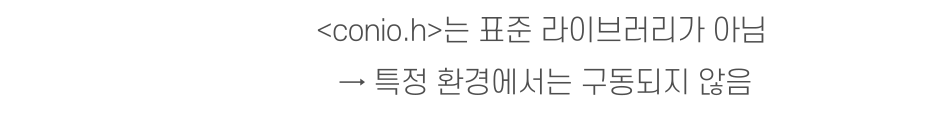 <conio.h>는 표준 라이브러리가 아님
→ 특정 환경에서는 구동되지 않음